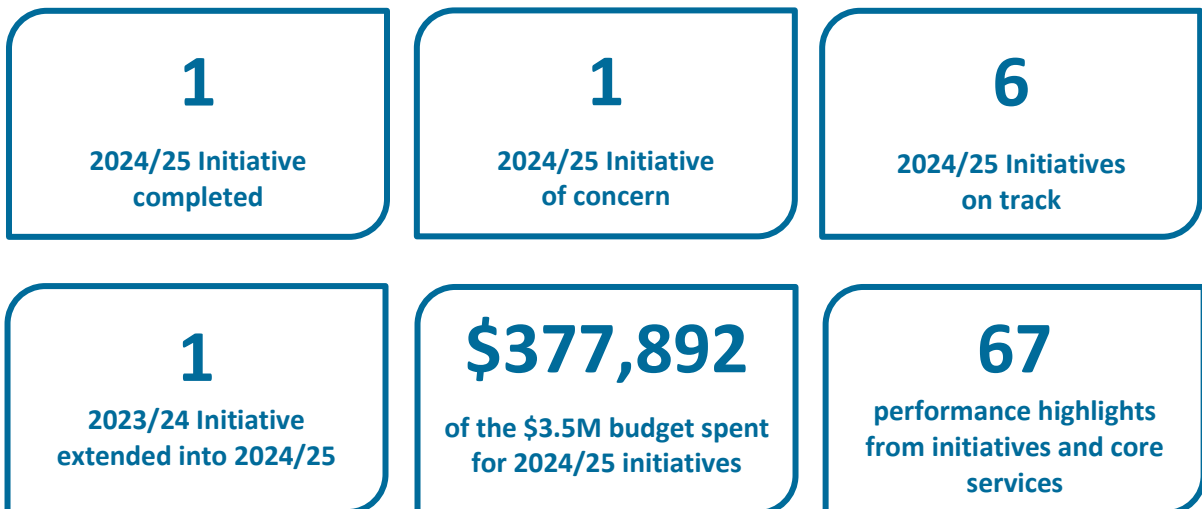 1
2024/25 Initiative
completed
1
2024/25 Initiative
of concern
6
2024/25 Initiatives
on track
1
2023/24 Initiative
extended into 2024/25
$377,892
of the $3.5M budget spent
for 2024/25 initiatives
67
performance highlights
from initiatives and core
services